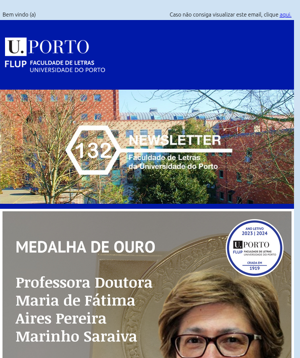 Bem vindo (a)
Caso não consiga visualizar este email, clique aqui.
U.PORTO
FLUP FACULDADE DE LETRAS
UNIVERSIDADE DO PORTO
132
NEWSLETTER
Faculdade de Letras
da Universidade do Porto
MEDALHA DE OURO
Professora Doutora
Maria de Fátima
Aires Pereira
Marinho Saraiva
ANO LETIVO
2023 | 2024
U.PORTO
FLUP FACULDADE DE LETRAS
UNIVERSIDADE DO PORTO
CRIADA EM
1919